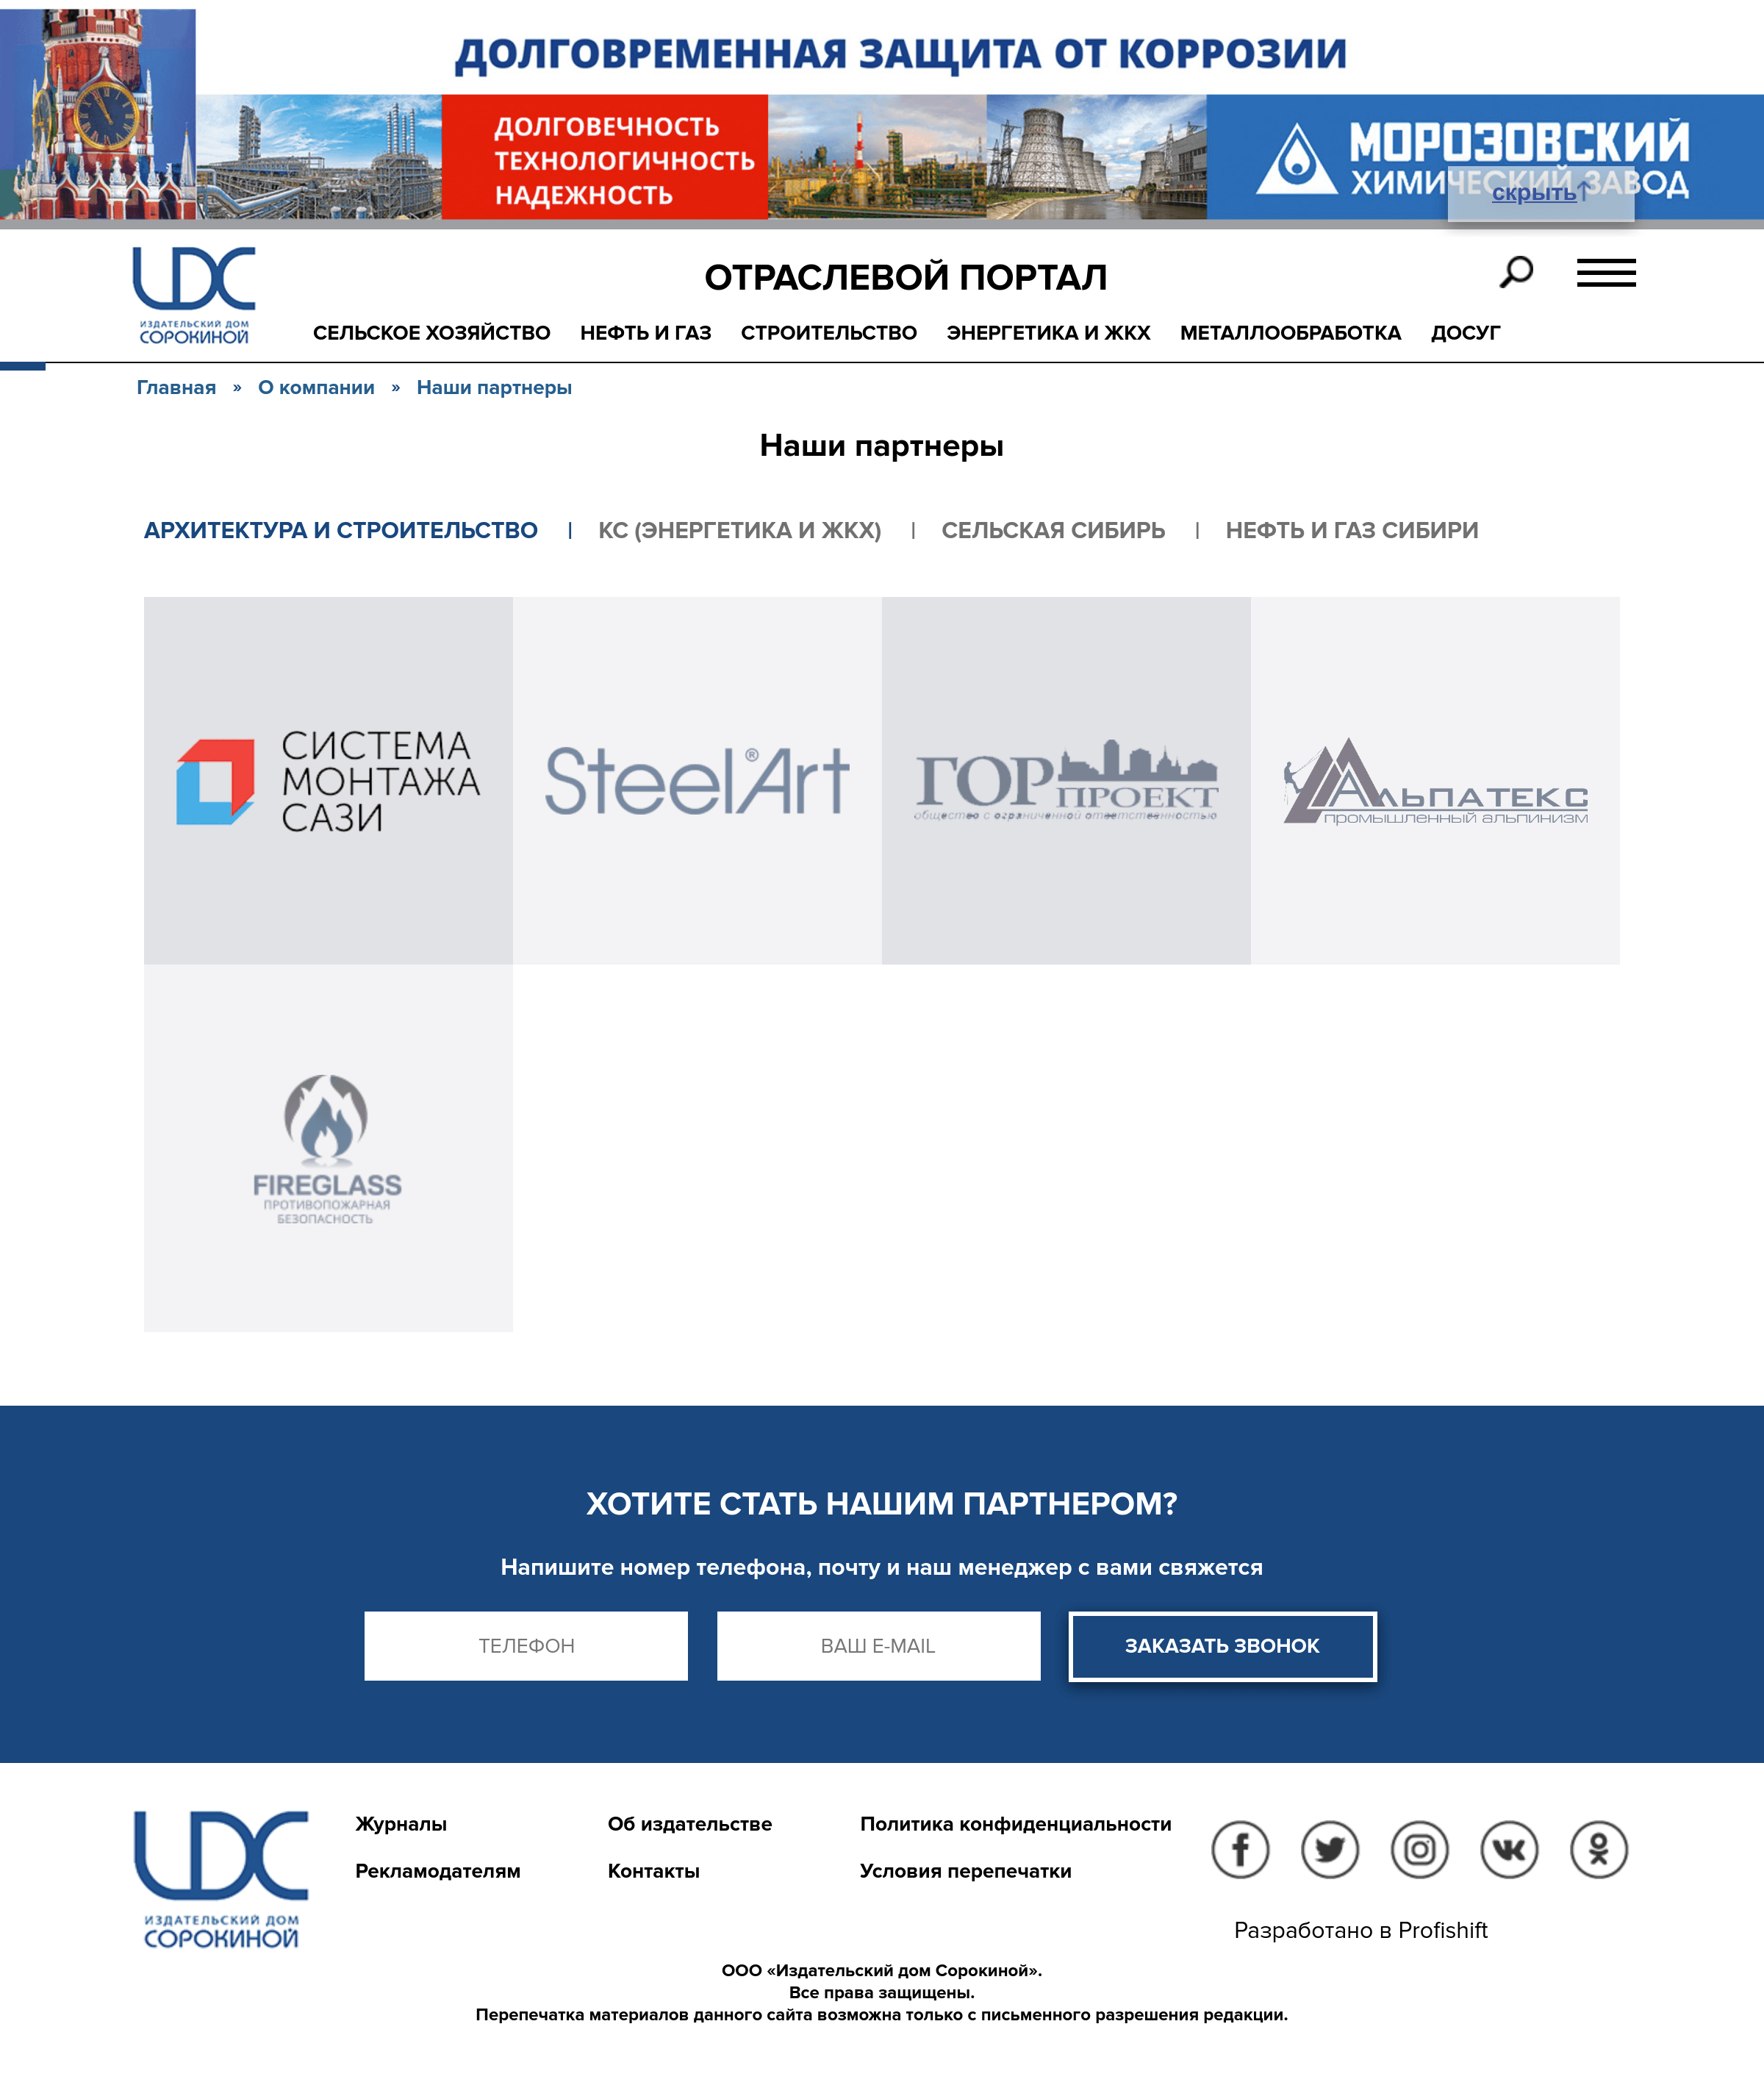 ДОЛГОВРЕМЕННАЯ ЗАЩИТА ОТ КОРРОЗИИ
ДОЛГОВЕЧНОСТЬ
ТЕХНОЛОГИЧНОСТЬ
НАДЕЖНОСТЬ
МОРОЗОВСКИЙ
ХИМИЧЕСКИЙ ЗАВОД
скрыть↑
LDC
ИЗДАТЕЛЬСКИЙ ДОМ
СОРОКИНОЙ
ОТРАСЛЕВОЙ ПОРТАЛ
СЕЛЬСКОЕ ХОЗЯЙСТВО НЕФТЬ И ГАЗ СТРОИТЕЛЬСТВО ЭНЕРГЕТИКА И ЖКХ МЕТАЛЛООБРАБОТКА ДОСУГ
Главная » О компании » Наши партнеры
Наши партнеры
АРХИТЕКТУРА И СТРОИТЕЛЬСТВО | КС (ЭНЕРГЕТИКА И ЖКХ) | СЕЛЬСКАЯ СИБИРЬ | НЕФТЬ И ГАЗ СИБИРИ
СИСТЕМА
МОНТАЖА
САЗИ
Steel®Art
ГОР
ПРОЕКТ
общество с ограниченной ответственностью
АЛЬПАТЕКС
промышленный альпинизм
FIREGLASS
ПРОТИВОПОЖАРНАЯ
БЕЗОПАСНОСТЬ
ХОТИТЕ СТАТЬ НАШИМ ПАРТНЕРОМ?
Напишите номер телефона, почту и наш менеджер с вами свяжется
ТЕЛЕФОН ВАШ E-MAIL ЗАКАЗАТЬ ЗВОНОК
LDC
ИЗДАТЕЛЬСКИЙ ДОМ
СОРОКИНОЙ
Журналы Об издательстве Политика конфиденциальности
Рекламодателям Контакты Условия перепечатки
Разработано в Profishift
ООО «Издательский дом Сорокиной».
Все права защищены.
Перепечатка материалов данного сайта возможна только с письменного разрешения редакции.